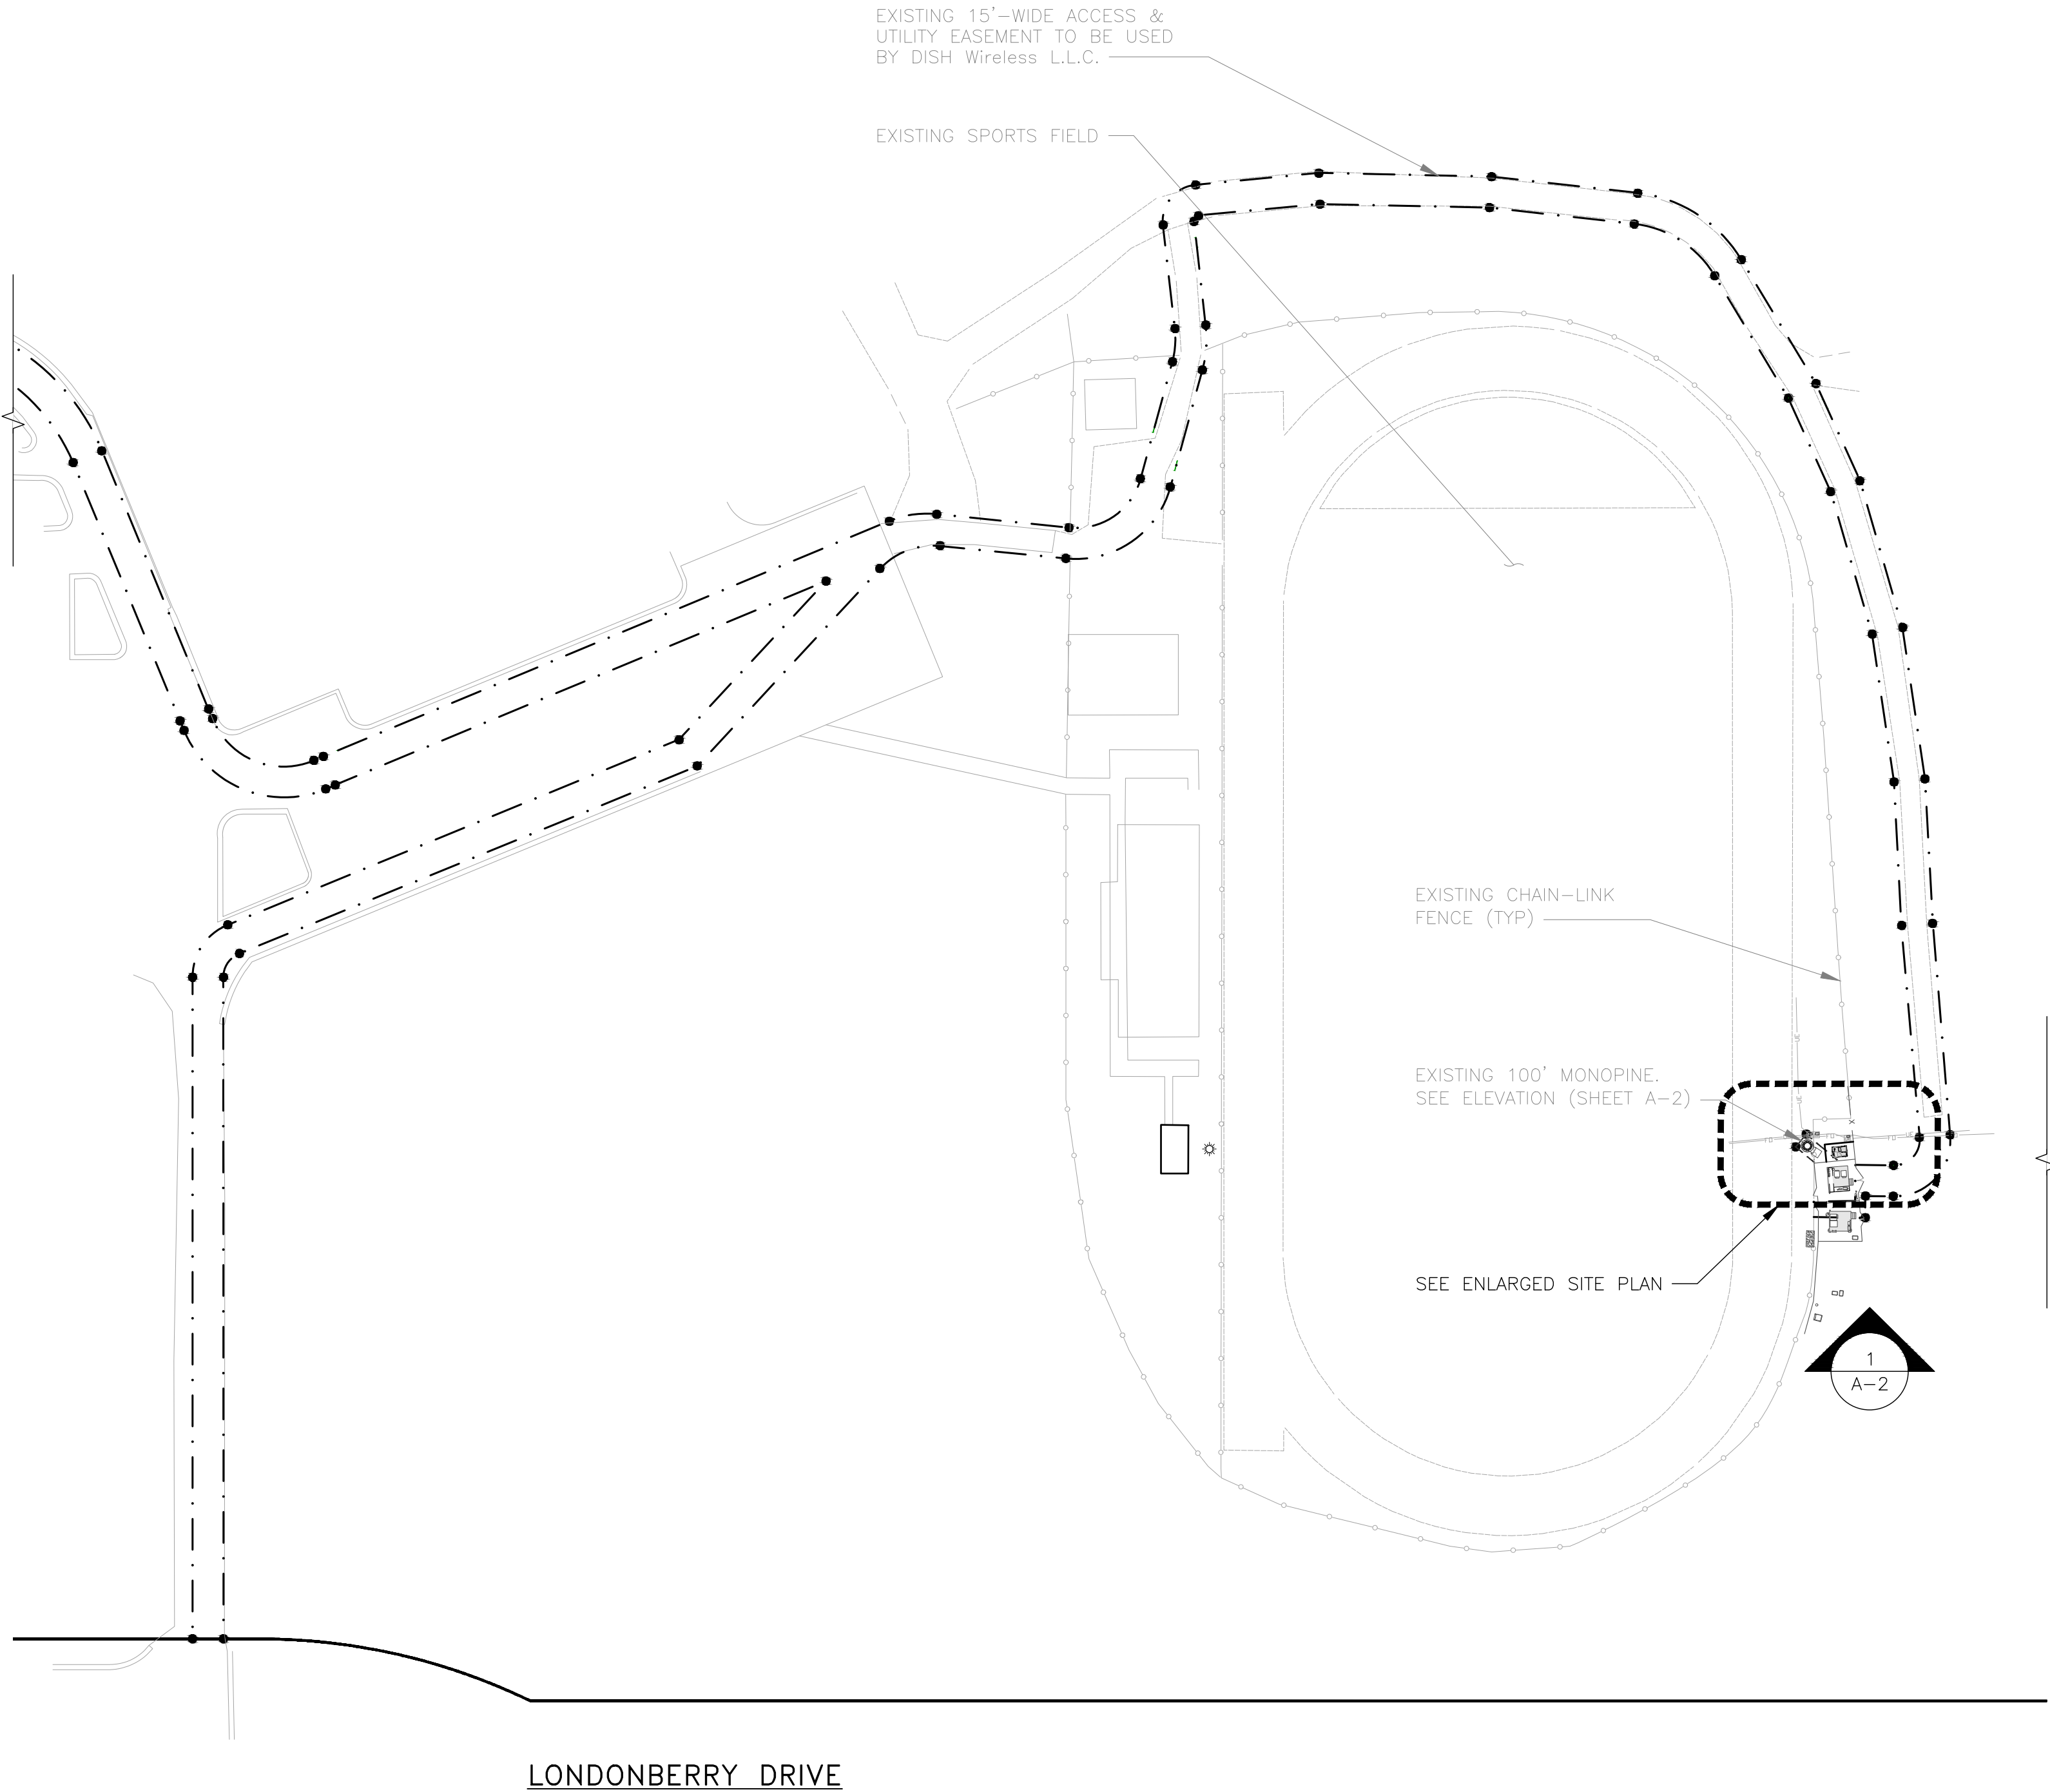 EXISTING 15'-WIDE ACCESS &
UTILITY EASEMENT TO BE USED
BY DISH Wireless L.L.C.
EXISTING SPORTS FIELD
EXISTING CHAIN-LINK
FENCE (TYP)
EXISTING 100' MONOPINE.
SEE ELEVATION (SHEET A-2)
SEE ENLARGED SITE PLAN
1
A-2
LONDONBERRY DRIVE